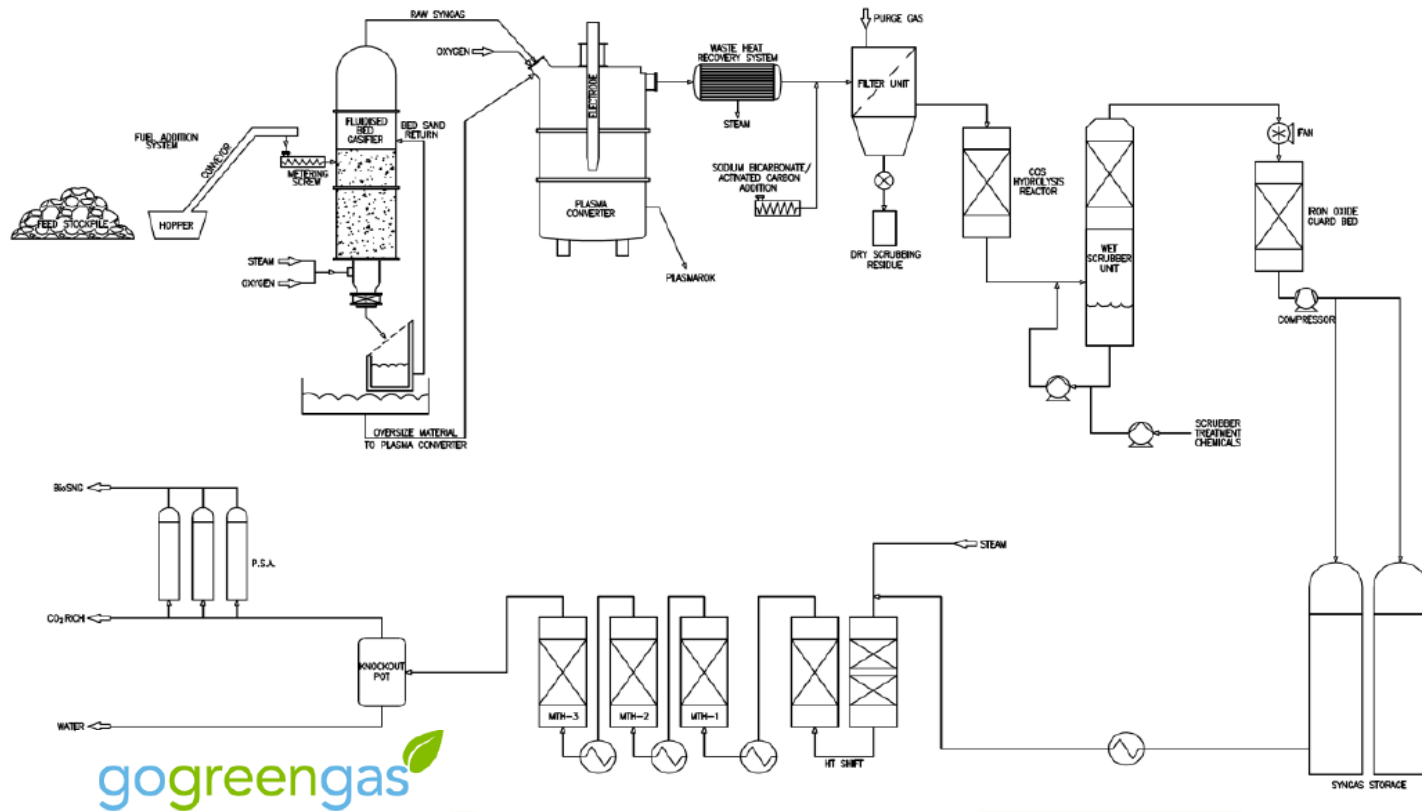 RAW SYNGAS
PURGE GAS
OXYGEN
WASTE HEAT
RECOVERY SYSTEM
FILTER UNIT
ELECTRODE
FLUIDISED
BED
GASIFIER
BED SAND
RETURN
STEAM
FAN
FUEL ADDITION
SYSTEM
CONVEYOR
METERING
SCREW
SODIUM BICARBONATE/
ACTIVATED CARBON
ADDITION
COS
HYDROLYSIS
REACTOR
IRON OXIDE
GUARD BED
FEED STOCKPILE
HOPPER
PLASMA
CONVERTER
WET
SCRUBBER
UNIT
DRY SCRUBBING
RESIDUE
STEAM
OXYGEN
PLASMAROK
COMPRESSOR
OVERSIZE MATERIAL
TO PLASMA CONVERTER
SCRUBBER
TREATMENT
CHEMICALS
BioSNG
P.S.A.
STEAM
CO2 RICH
KNOCKOUT
POT
MTH-3
MTH-2
MTH-1
WATER
HT SHIFT
SYNGAS STORAGE
gogreengas